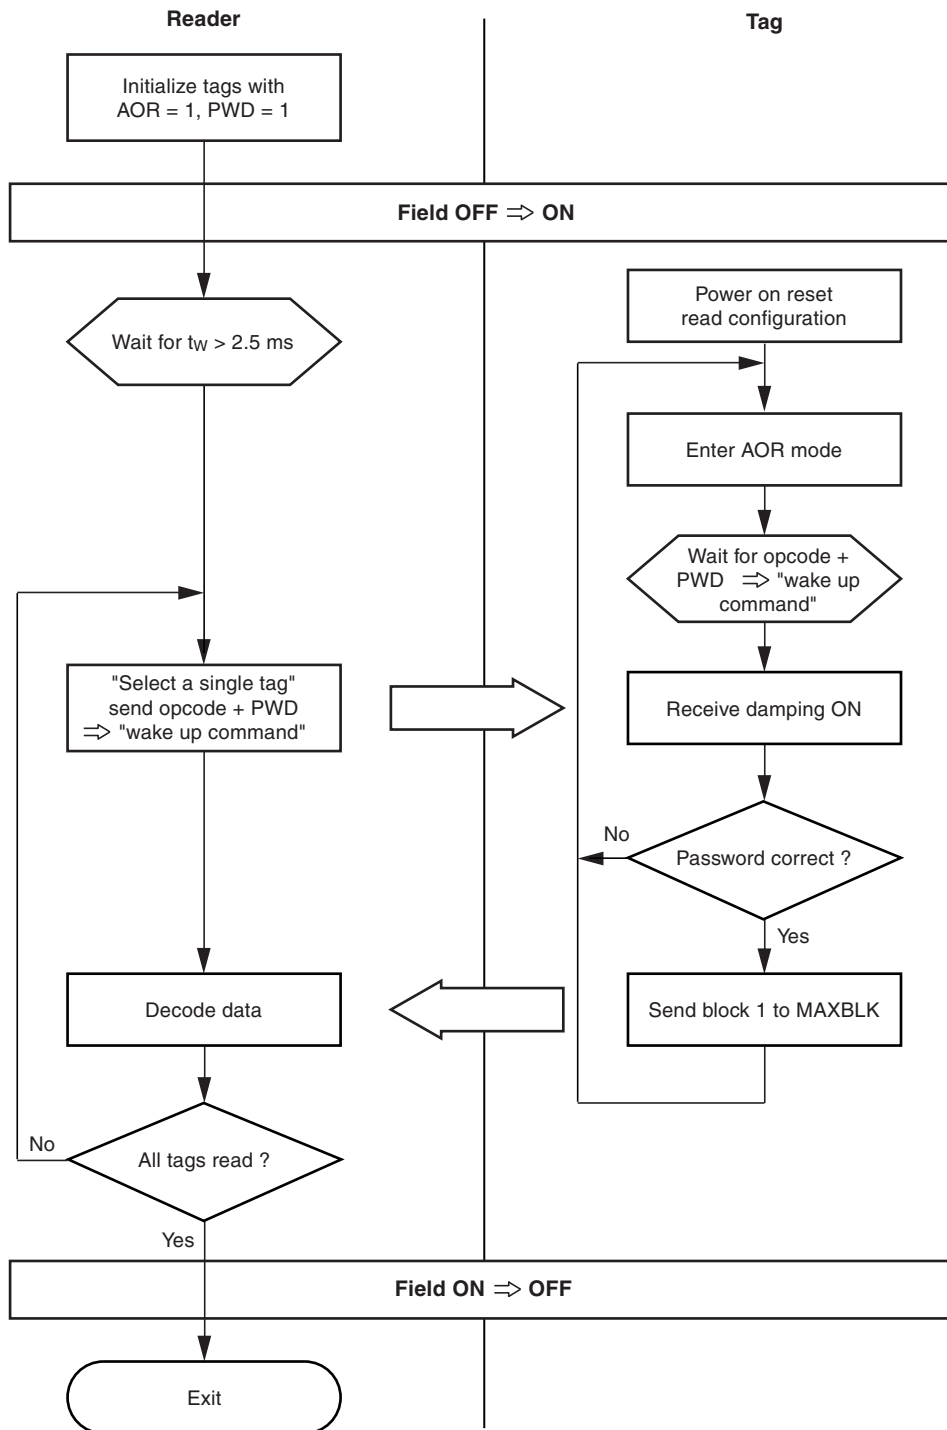 Reader
Tag
Initialize tags with
AOR = 1, PWD = 1
Field OFF ⇒ ON
Wait for tW > 2.5 ms
Power on reset
read configuration
Enter AOR mode
Wait for opcode +
PWD ⇒ "wake up
command"
"Select a single tag"
send opcode + PWD
⇒ "wake up command"
Receive damping ON
No
Password correct ?
Yes
Decode data
Send block 1 to MAXBLK
No
All tags read ?
Yes
Field ON ⇒ OFF
Exit